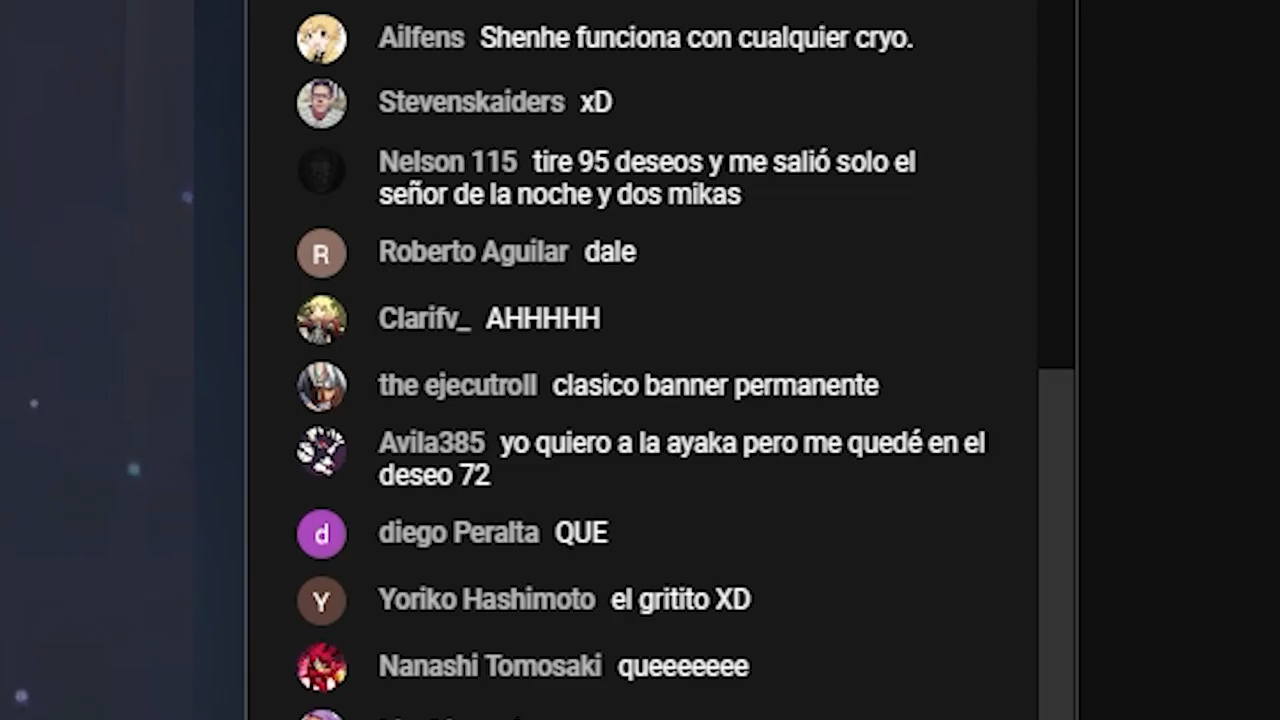 Ailfens Shenhe funciona con cualquier cryo.
Stevenskaiders xD
Nelson 115 tire 95 deseos y me salió solo el
señor de la noche y dos mikas
R Roberto Aguilar dale
Clarifv_ AHHHHH
the ejecutroll clasico banner permanente
Avila385 yo quiero a la ayaka pero me quedé en el
deseo 72
d diego Peralta QUE
Y Yoriko Hashimoto el gritito XD
Nanashi Tomosaki queeeeeee